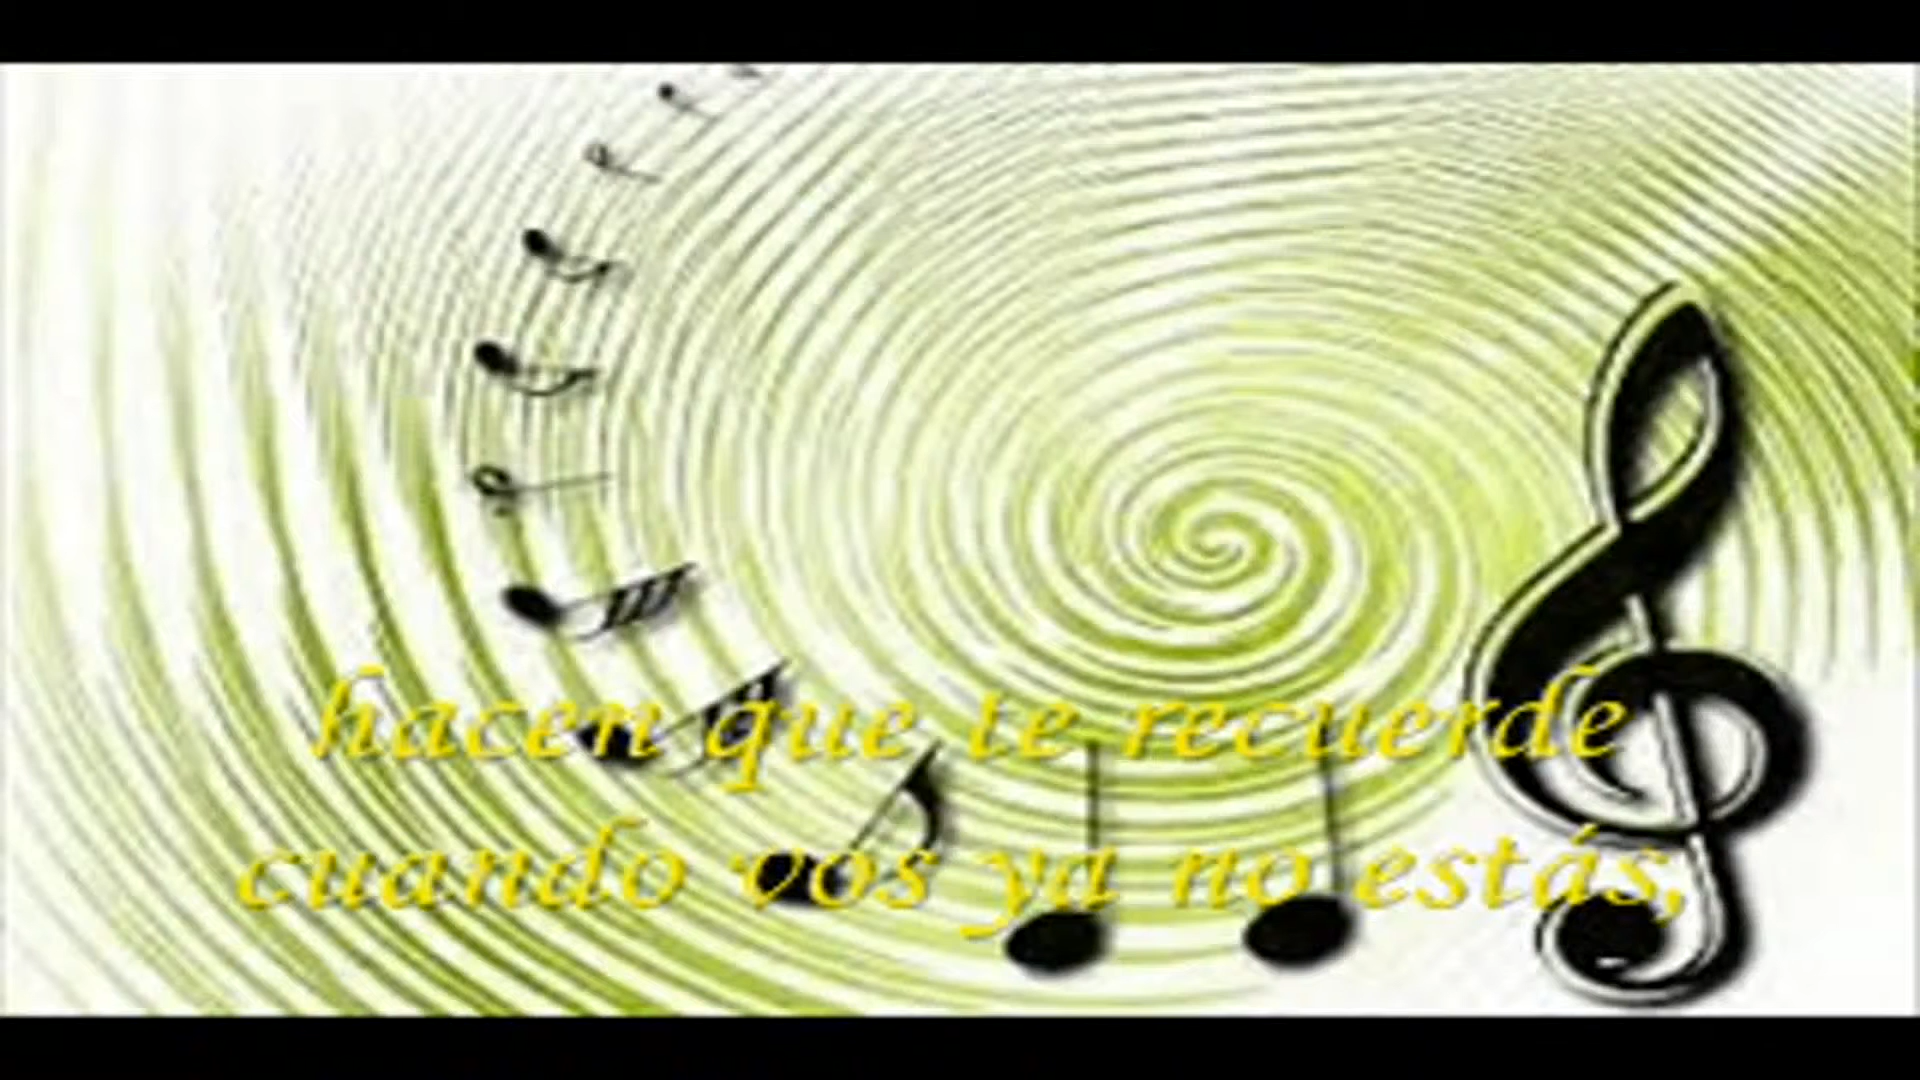 hacen que te recuerde
cuando vos ya no estás,